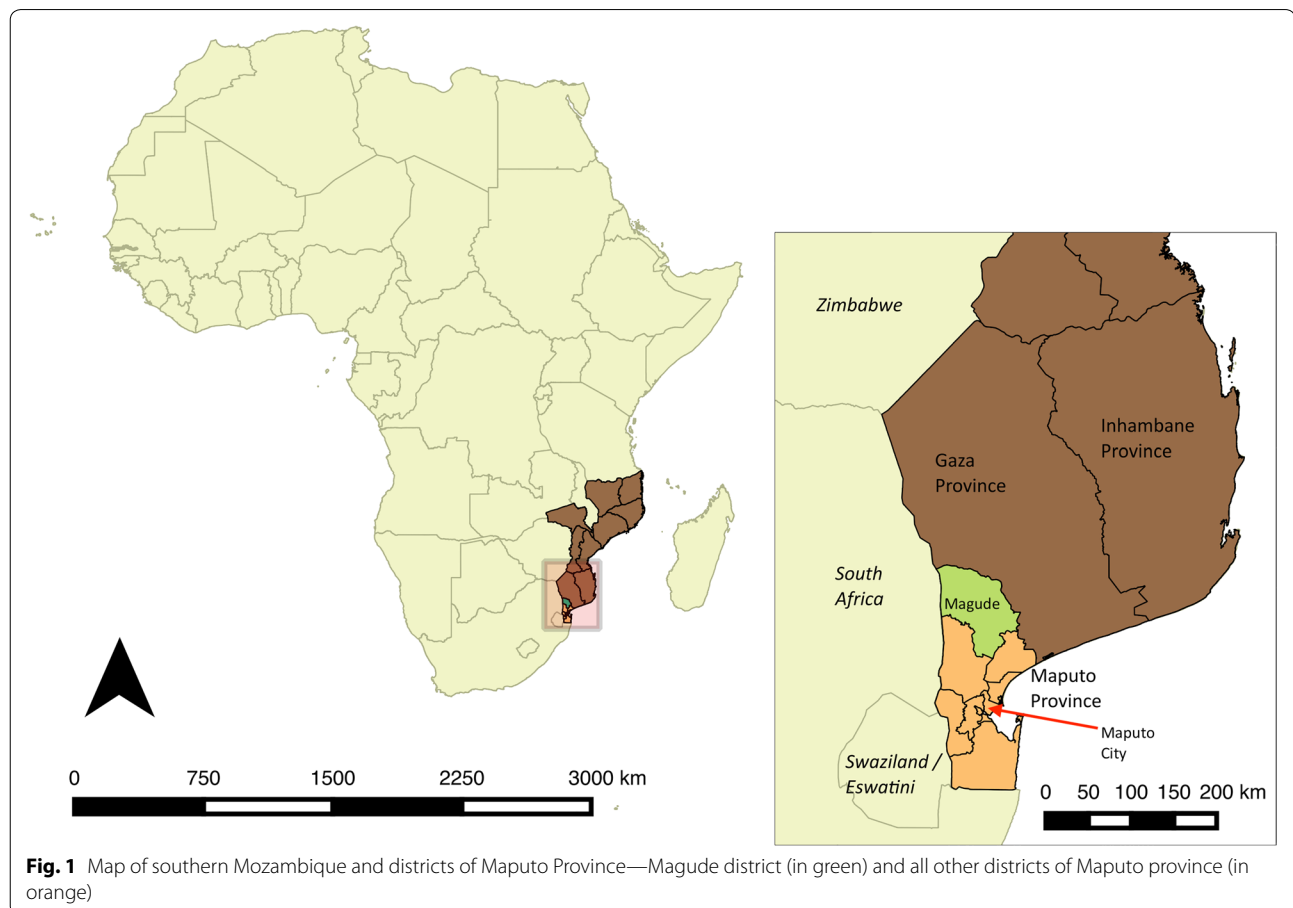 Zimbabwe
Inhambane
Province
Gaza
Province
South
Africa
Magude
Maputo
Province
Maputo
City
Swaziland /
Eswatini
0 750 1500 2250 3000 km
0 50 100 150 200 km
Fig. 1 Map of southern Mozambique and districts of Maputo Province—Magude district (in green) and all other districts of Maputo province (in
orange)